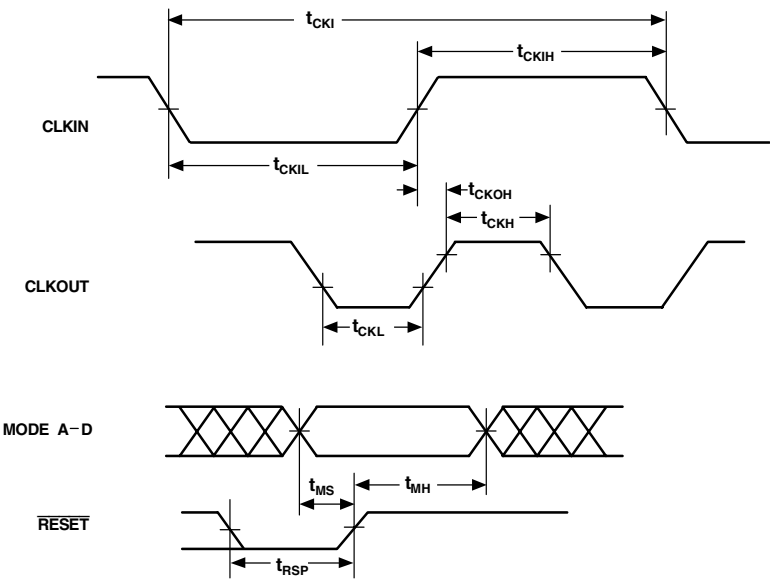 tCKI
tCKIH
CLKIN
tCKIL
tCKOH
tCKH
CLKOUT
tCKL
MODE A–D
tMS
tMH
RESET
tRSP